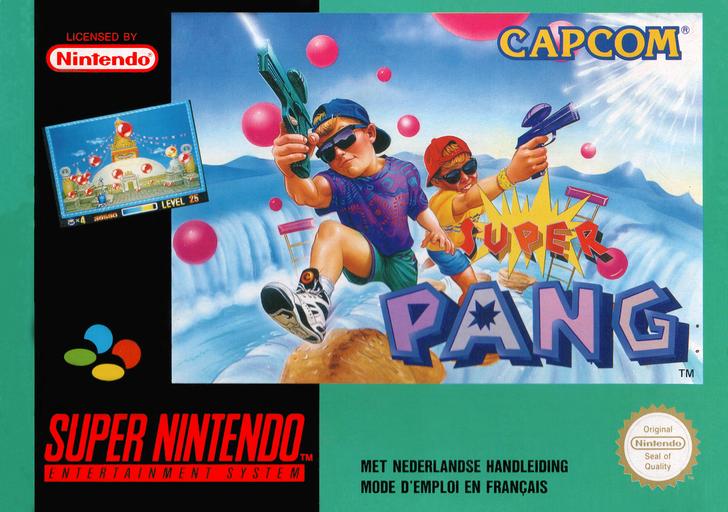 LICENSED BY
Nintendo®
CAPCOM®
LEVEL 25
SUPER
PANG
TM
SUPER NINTENDO TM
ENTERTAINMENT SYSTEM
MET NEDERLANDSE HANDLEIDING
MODE D'EMPLOI EN FRANÇAIS
Original
Nintendo
Seal of
Quality